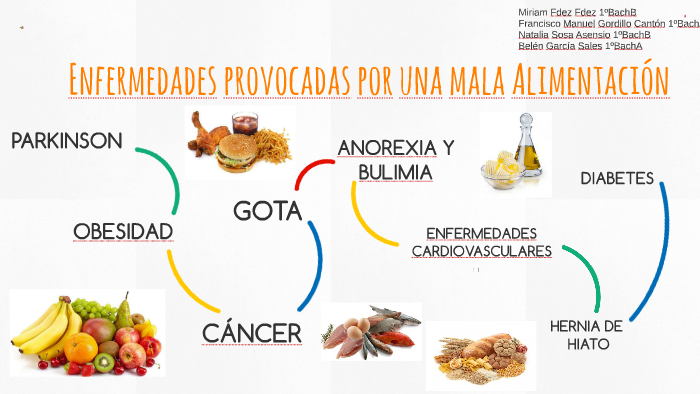 Miriam Fdez Fdez 1ºBachB
Francisco Manuel Gordillo Cantón 1ºBach
Natalia Sosa Asensio 1ºBachB
Belén García Sales 1ºBachA
ENFERMEDADES PROVOCADAS POR UNA MALA ALIMENTACIÓN
PARKINSON
OBESIDAD
CÁNCER
GOTA
ANOREXIA Y
BULIMIA
ENFERMEDADES
CARDIOVASCULARES
HERNIA DE
HIATO
DIABETES